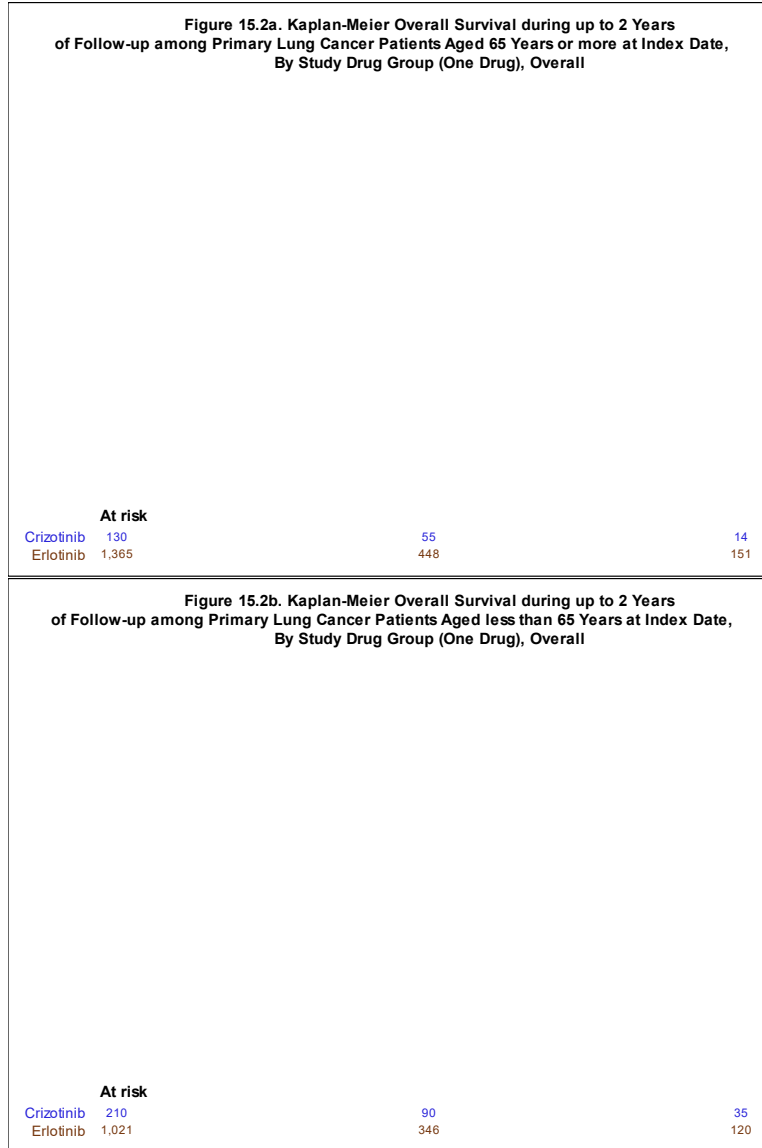 Figure 15.2a. Kaplan-Meier Overall Survival during up to 2 Years
of Follow-up among Primary Lung Cancer Patients Aged 65 Years or more at Index Date,
By Study Drug Group (One Drug), Overall
At risk
Crizotinib 130 55 14
Erlotinib 1,365 448 151
Figure 15.2b. Kaplan-Meier Overall Survival during up to 2 Years
of Follow-up among Primary Lung Cancer Patients Aged less than 65 Years at Index Date,
By Study Drug Group (One Drug), Overall
At risk
Crizotinib 210 90 35
Erlotinib 1,021 346 120